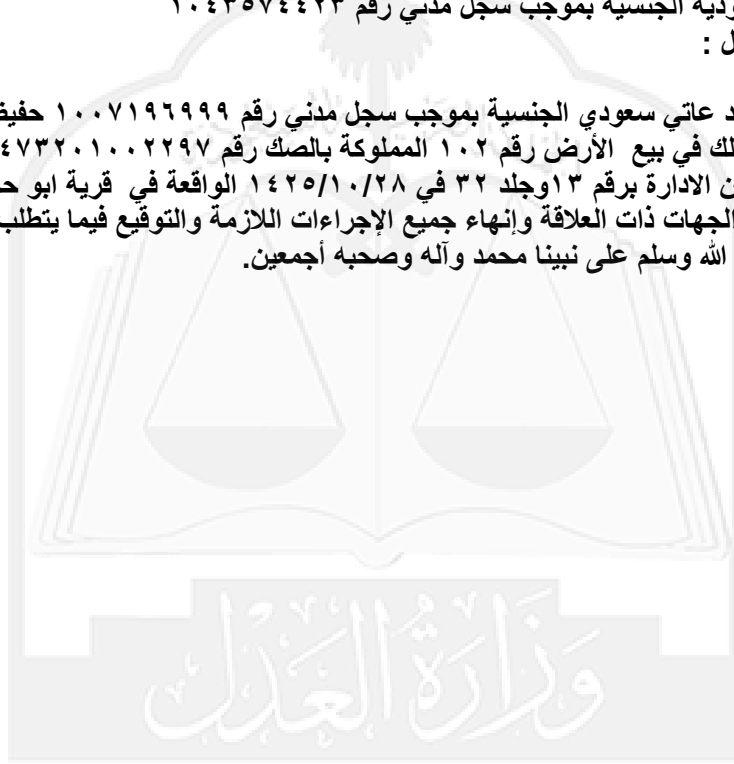 ودية الجنسية بموجب سجل مدني رقم ١٠٤٣٥٧٤٤٢٣
ل :
د عاتي سعودي الجنسية بموجب سجل مدني رقم ١٠٠٧١٩٦٩٩٩ حفيظ
لك في بيع الأرض رقم ١٠٢ المملوكة بالصك رقم ٤٧٣٢٠١٠٠٢٢٩٧
ن الادارة برقم ١٣وجلد ٣٢ في ١٤٢٥/١٠/٢٨ الواقعة في قرية ابو حـ
الجهات ذات العلاقة وإنهاء جميع الإجراءات اللازمة والتوقيع فيما يتطلب
الله وسلم على نبينا محمد وآله وصحبه أجمعين.
وزارة العدل